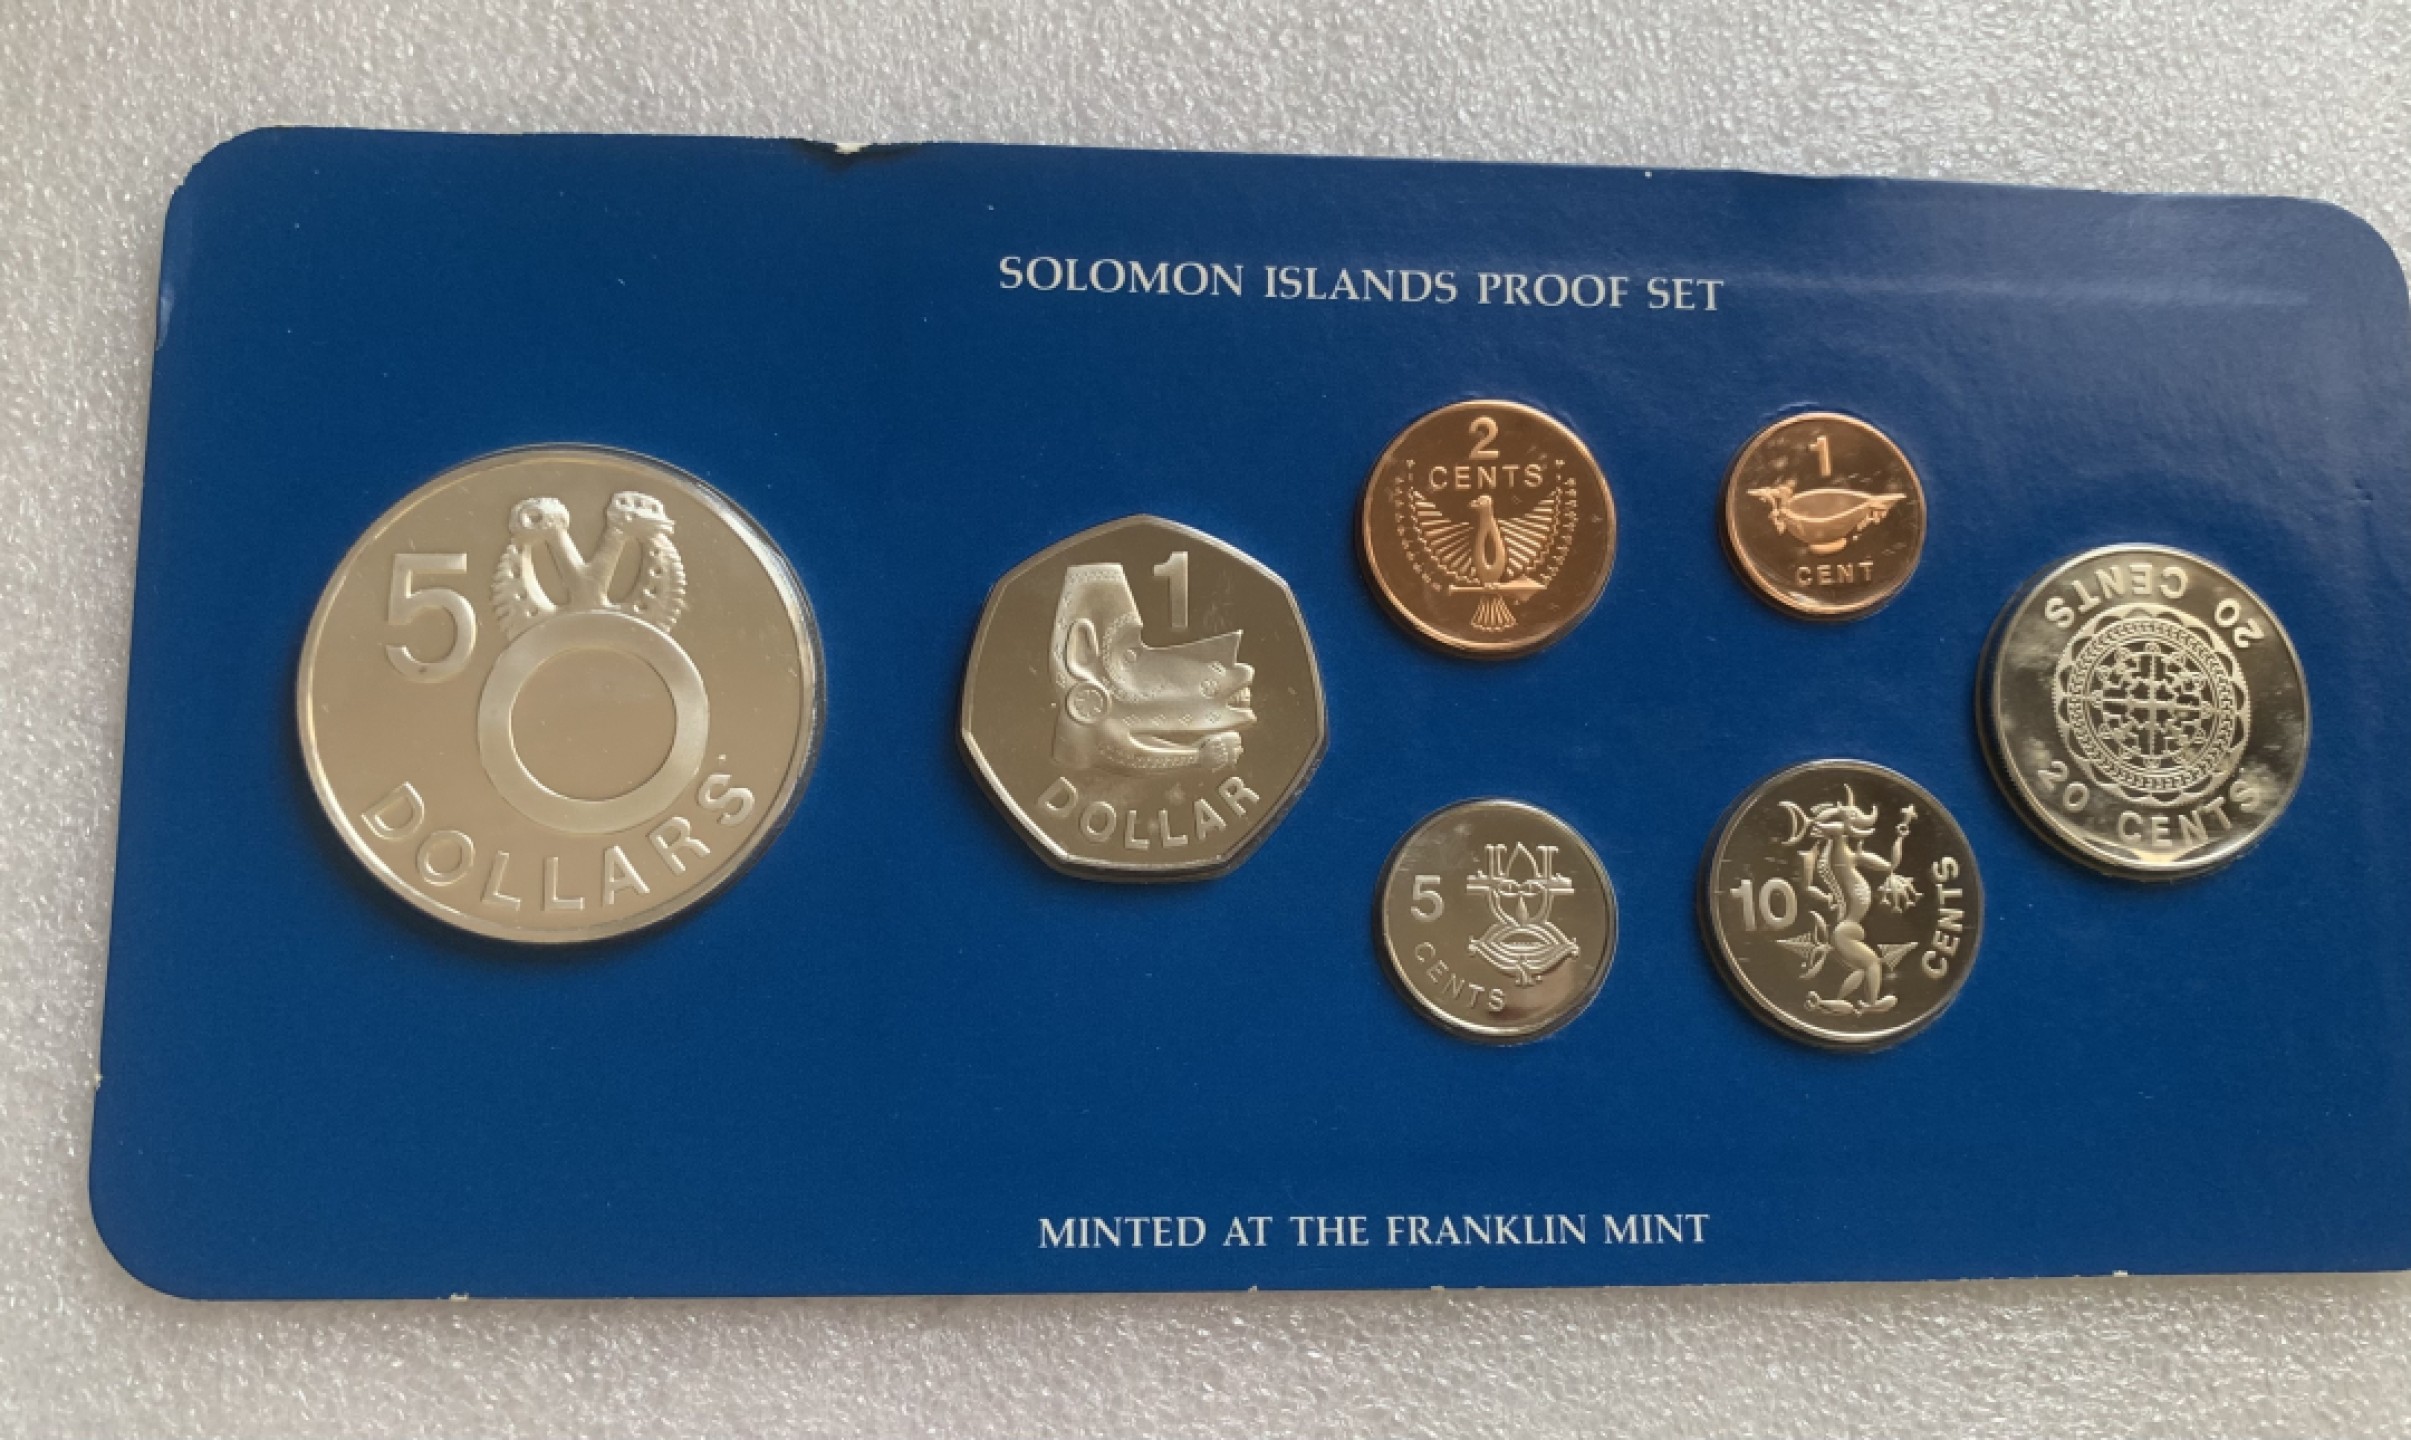 SOLOMON ISLANDS PROOF SET
5
DOLLARS
1
DOLLAR
2
CENTS
1
CENT
5
CENTS
10
CENTS
20 CENTS
20 CENTS
MINTED AT THE FRANKLIN MINT